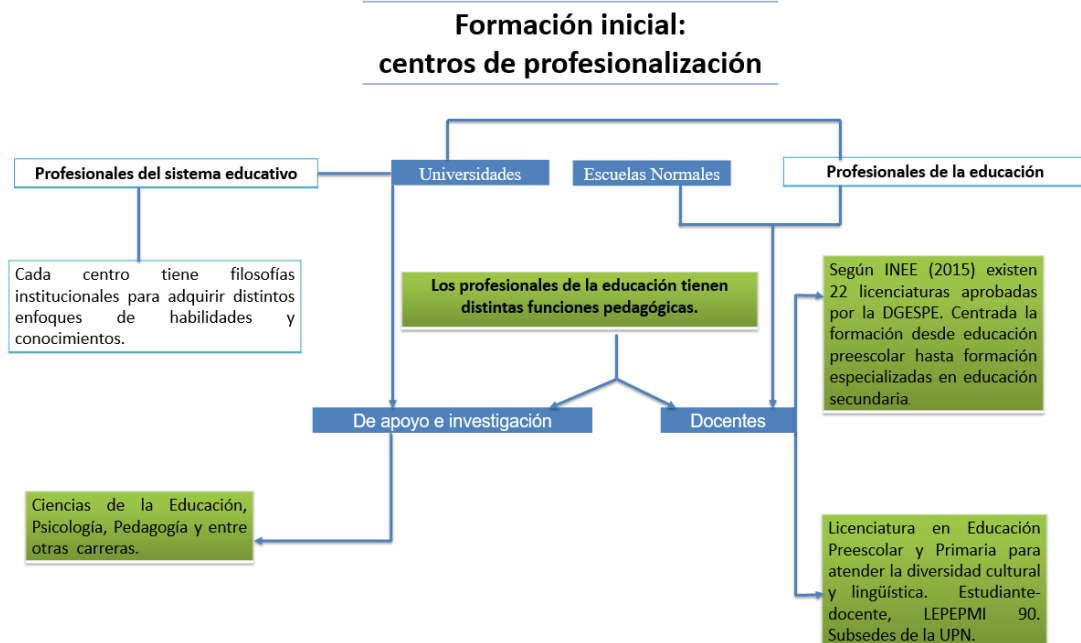 Formación inicial:
centros de profesionalización
Profesionales del sistema educativo
Universidades
Escuelas Normales
Profesionales de la educación
Cada centro tiene filosofías
institucionales para adquirir distintos
enfoques de habilidades y
conocimientos.
Los profesionales de la educación tienen
distintas funciones pedagógicas.
Según INEE (2015) existen
22 licenciaturas aprobadas
por la DGESPE. Centrada la
formación desde educación
preescolar hasta formación
especializadas en educación
secundaria.
De apoyo e investigación
Docentes
Ciencias de la Educación,
Psicología, Pedagogía y entre
otras carreras.
Licenciatura en Educación
Preescolar y Primaria para
atender la diversidad cultural
y lingüística. Estudiante-
docente, LEPEPMI 90.
Subsedes de la UPN.